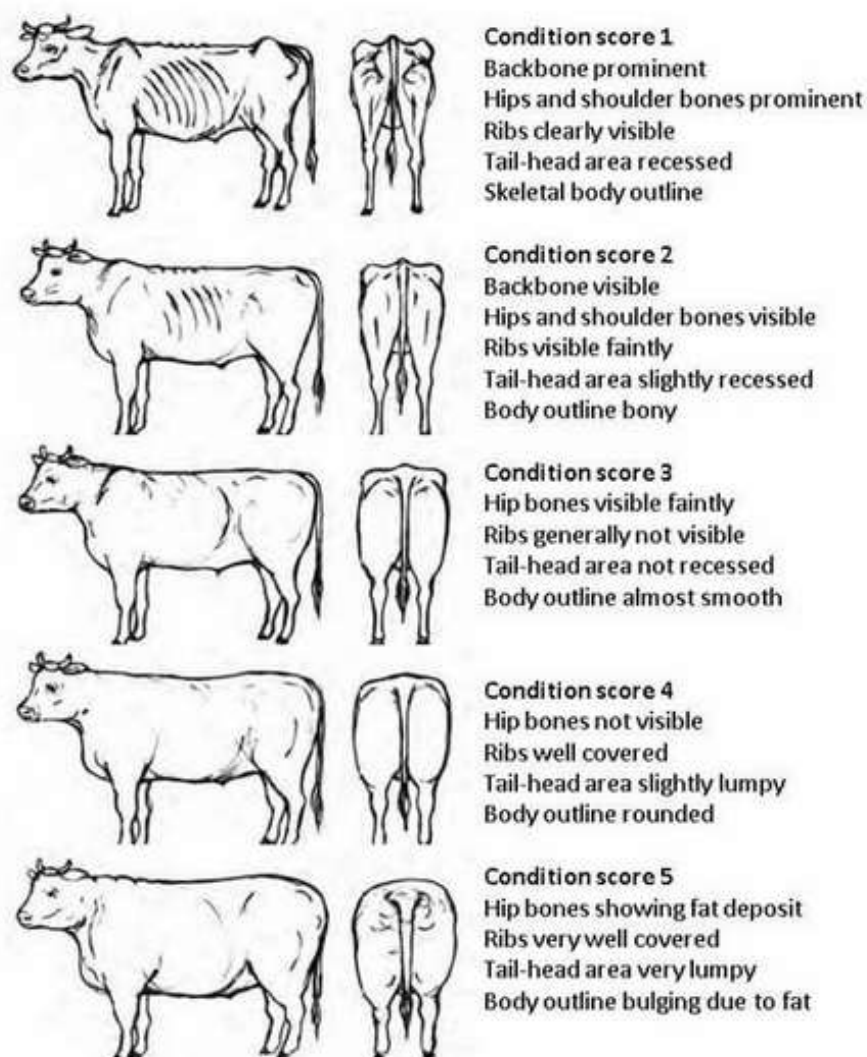 Condition score 1
Backbone prominent
Hips and shoulder bones prominent
Ribs clearly visible
Tail-head area recessed
Skeletal body outline
Condition score 2
Backbone visible
Hips and shoulder bones visible
Ribs visible faintly
Tail-head area slightly recessed
Body outline bony
Condition score 3
Hip bones visible faintly
Ribs generally not visible
Tail-head area not recessed
Body outline almost smooth
Condition score 4
Hip bones not visible
Ribs well covered
Tail-head area slightly lumpy
Body outline rounded
Condition score 5
Hip bones showing fat deposit
Ribs very well covered
Tail-head area very lumpy
Body outline bulging due to fat